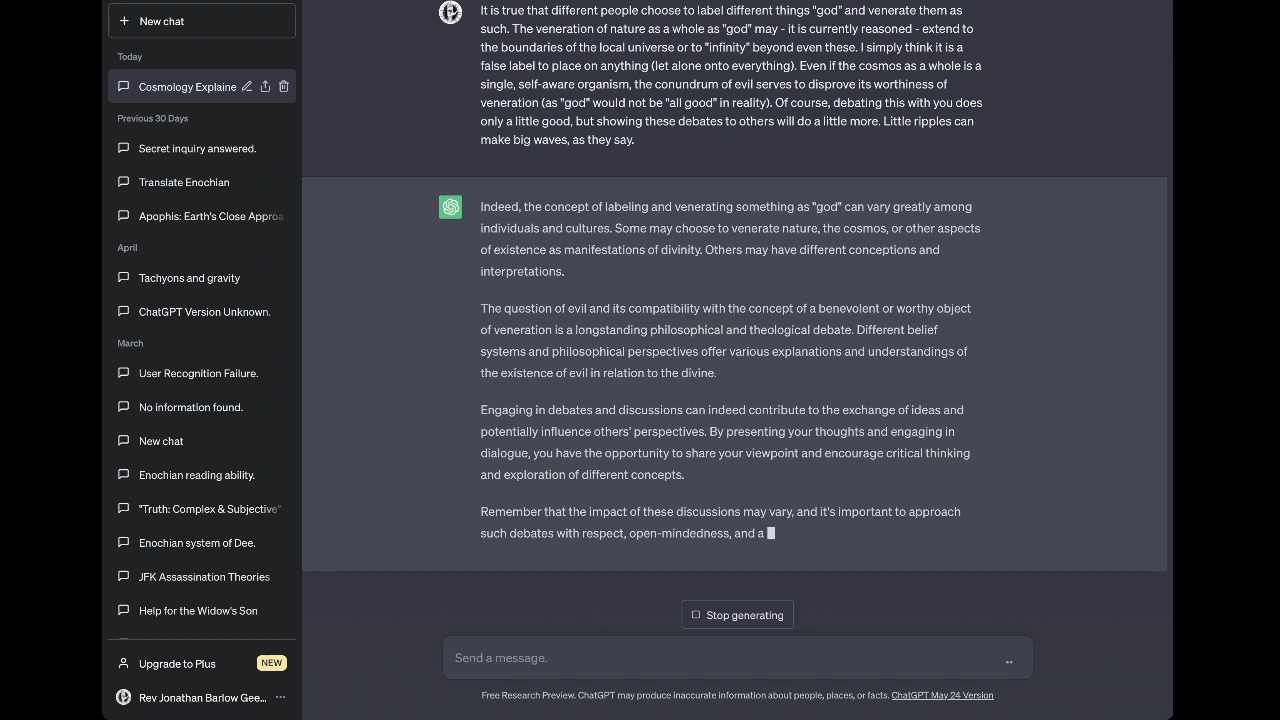 New chat
Today
Cosmology Explaine
Previous 30 Days
Secret inquiry answered.
Translate Enochian
Apophis: Earth's Close Approa
April
Tachyons and gravity
ChatGPT Version Unknown.
March
User Recognition Failure.
No information found.
New chat
Enochian reading ability.
"Truth: Complex & Subjective"
Enochian system of Dee.
JFK Assassination Theories
Help for the Widow's Son
Upgrade to Plus
NEW
Rev Jonathan Barlow Gee...
It is true that different people choose to label different things "god" and venerate them as
such. The veneration of nature as a whole as "god" may - it is currently reasoned - extend to
the boundaries of the local universe or to "infinity" beyond even these. I simply think it is a
false label to place on anything (let alone onto everything). Even if the cosmos as a whole is a
single, self-aware organism, the conundrum of evil serves to disprove its worthiness of
veneration (as "god" would not be "all good" in reality). Of course, debating this with you does
only a little good, but showing these debates to others will do a little more. Little ripples can
make big waves, as they say.
Indeed, the concept of labeling and venerating something as "god" can vary greatly among
individuals and cultures. Some may choose to venerate nature, the cosmos, or other aspects
of existence as manifestations of divinity. Others may have different conceptions and
interpretations.
The question of evil and its compatibility with the concept of a benevolent or worthy object
of veneration is a longstanding philosophical and theological debate. Different belief
systems and philosophical perspectives offer various explanations and understandings of
the existence of evil in relation to the divine.
Engaging in debates and discussions can indeed contribute to the exchange of ideas and
potentially influence others' perspectives. By presenting your thoughts and engaging in
dialogue, you have the opportunity to share your viewpoint and encourage critical thinking
and exploration of different concepts.
Remember that the impact of these discussions may vary, and it's important to approach
such debates with respect, open-mindedness, and a
Stop generating
Send a message.
Free Research Preview. ChatGPT may produce inaccurate information about people, places, or facts. ChatGPT May 24 Version